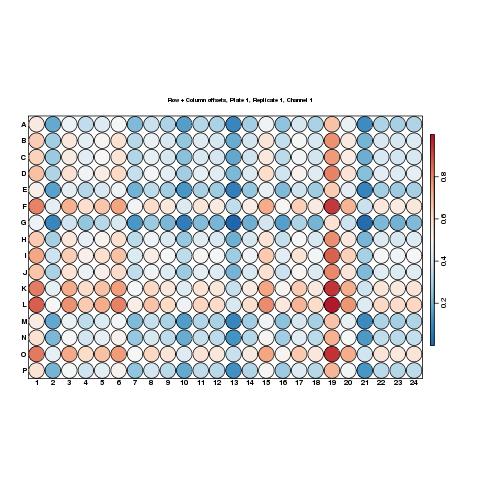 Row + Column offsets, Plate 1, Replicate 1, Channel 1
A
B
C
D
E
F
G
H
I
J
K
L
M
N
O
P
1 2 3 4 5 6 7 8 9 10 11 12 13 14 15 16 17 18 19 20 21 22 23 24
0.8
0.6
0.4
0.2